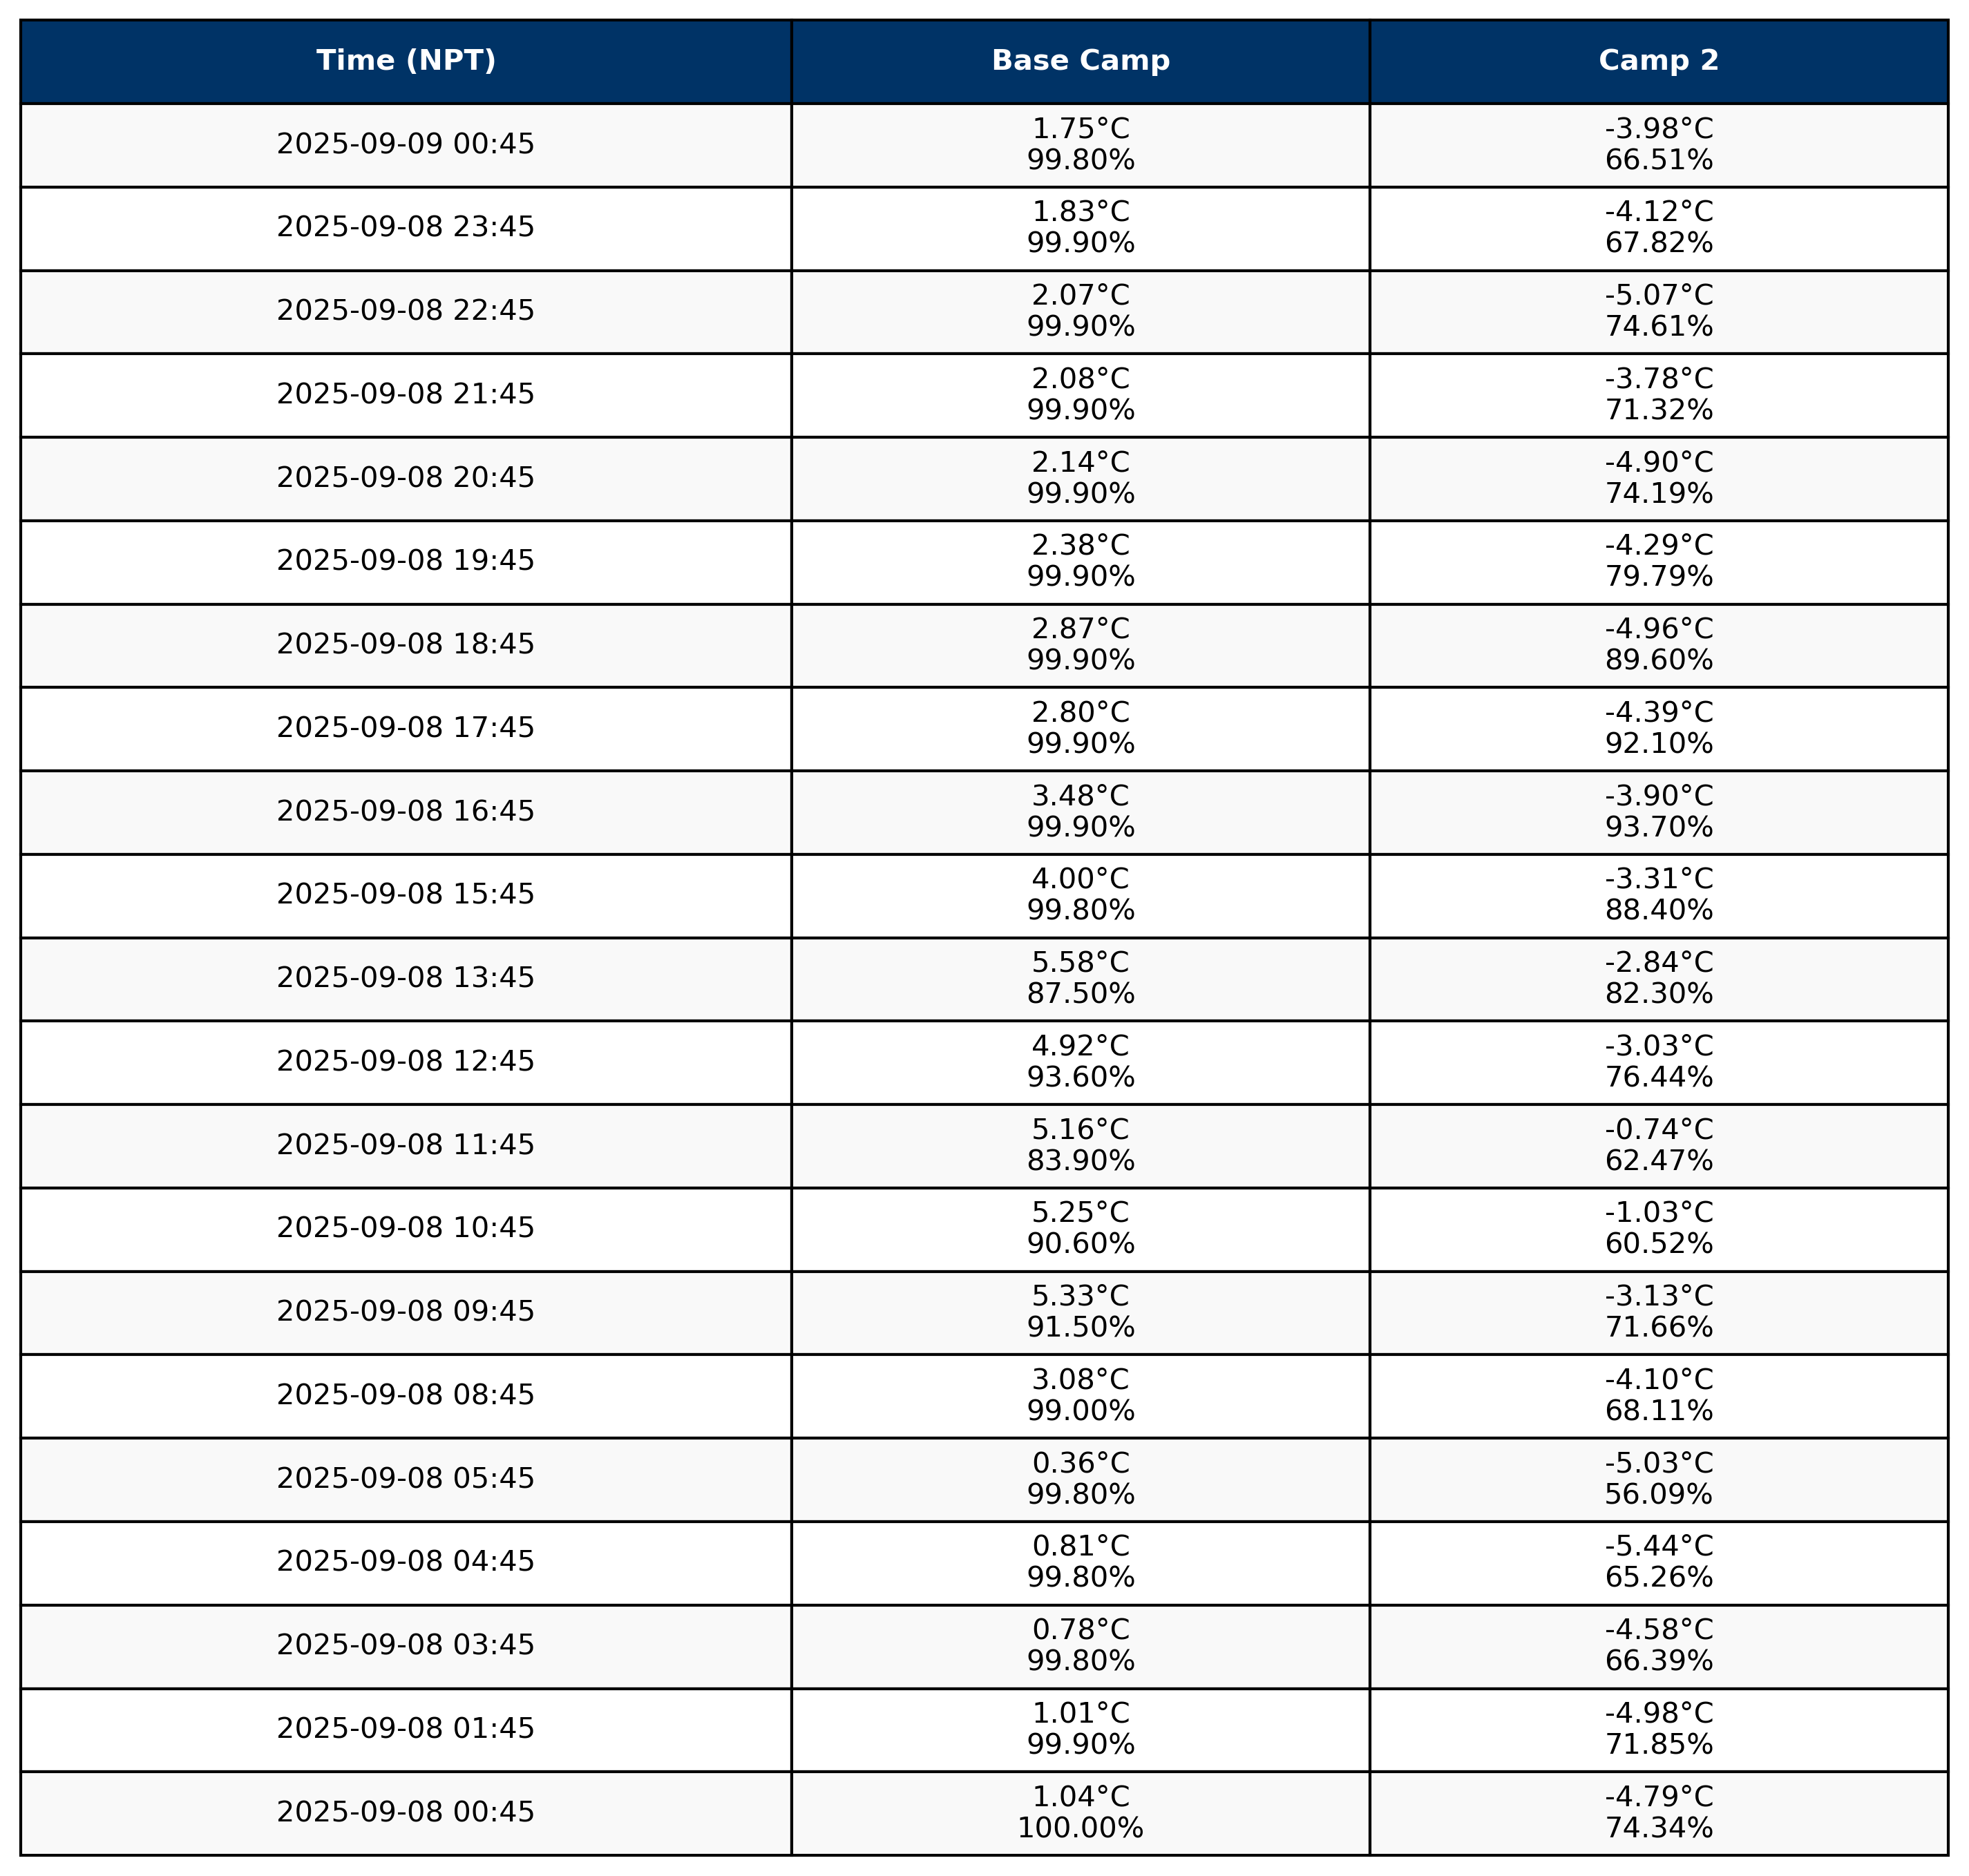 Time (NPT) Base Camp Camp 2
2025-09-09 00:45 1.75°C -3.98°C
99.80% 66.51%
2025-09-08 23:45 1.83°C -4.12°C
99.90% 67.82%
2025-09-08 22:45 2.07°C -5.07°C
99.90% 74.61%
2025-09-08 21:45 2.08°C -3.78°C
99.90% 71.32%
2025-09-08 20:45 2.14°C -4.90°C
99.90% 74.19%
2025-09-08 19:45 2.38°C -4.29°C
99.90% 79.79%
2025-09-08 18:45 2.87°C -4.96°C
99.90% 89.60%
2025-09-08 17:45 2.80°C -4.39°C
99.90% 92.10%
2025-09-08 16:45 3.48°C -3.90°C
99.90% 93.70%
2025-09-08 15:45 4.00°C -3.31°C
99.80% 88.40%
2025-09-08 13:45 5.58°C -2.84°C
87.50% 82.30%
2025-09-08 12:45 4.92°C -3.03°C
93.60% 76.44%
2025-09-08 11:45 5.16°C -0.74°C
83.90% 62.47%
2025-09-08 10:45 5.25°C -1.03°C
90.60% 60.52%
2025-09-08 09:45 5.33°C -3.13°C
91.50% 71.66%
2025-09-08 08:45 3.08°C -4.10°C
99.00% 68.11%
2025-09-08 05:45 0.36°C -5.03°C
99.80% 56.09%
2025-09-08 04:45 0.81°C -5.44°C
99.80% 65.26%
2025-09-08 03:45 0.78°C -4.58°C
99.80% 66.39%
2025-09-08 01:45 1.01°C -4.98°C
99.90% 71.85%
2025-09-08 00:45 1.04°C -4.79°C
100.00% 74.34%